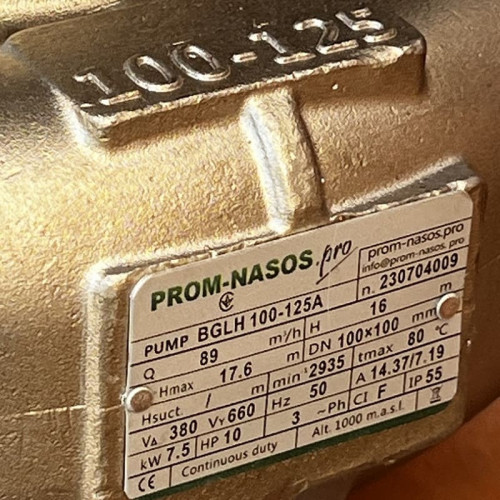 100-125
PROM-NASOS.pro
prom-nasos.pro
info@prom-nasos.pro
PUMP BGLH 100-125A n. 230704009
Q 89 m³/h H 16 m
Hmax 17.6 m DN 100x100 mm
Hsuct. / m min⁻¹ 2935 tmax 80 °C
V△ 380 VY 660 Hz 50 A 14.37/7.19
kW 7.5 HP 10 3 ~Ph Cl F IP 55
CE Continuous duty Alt. 1000 m.a.s.l.